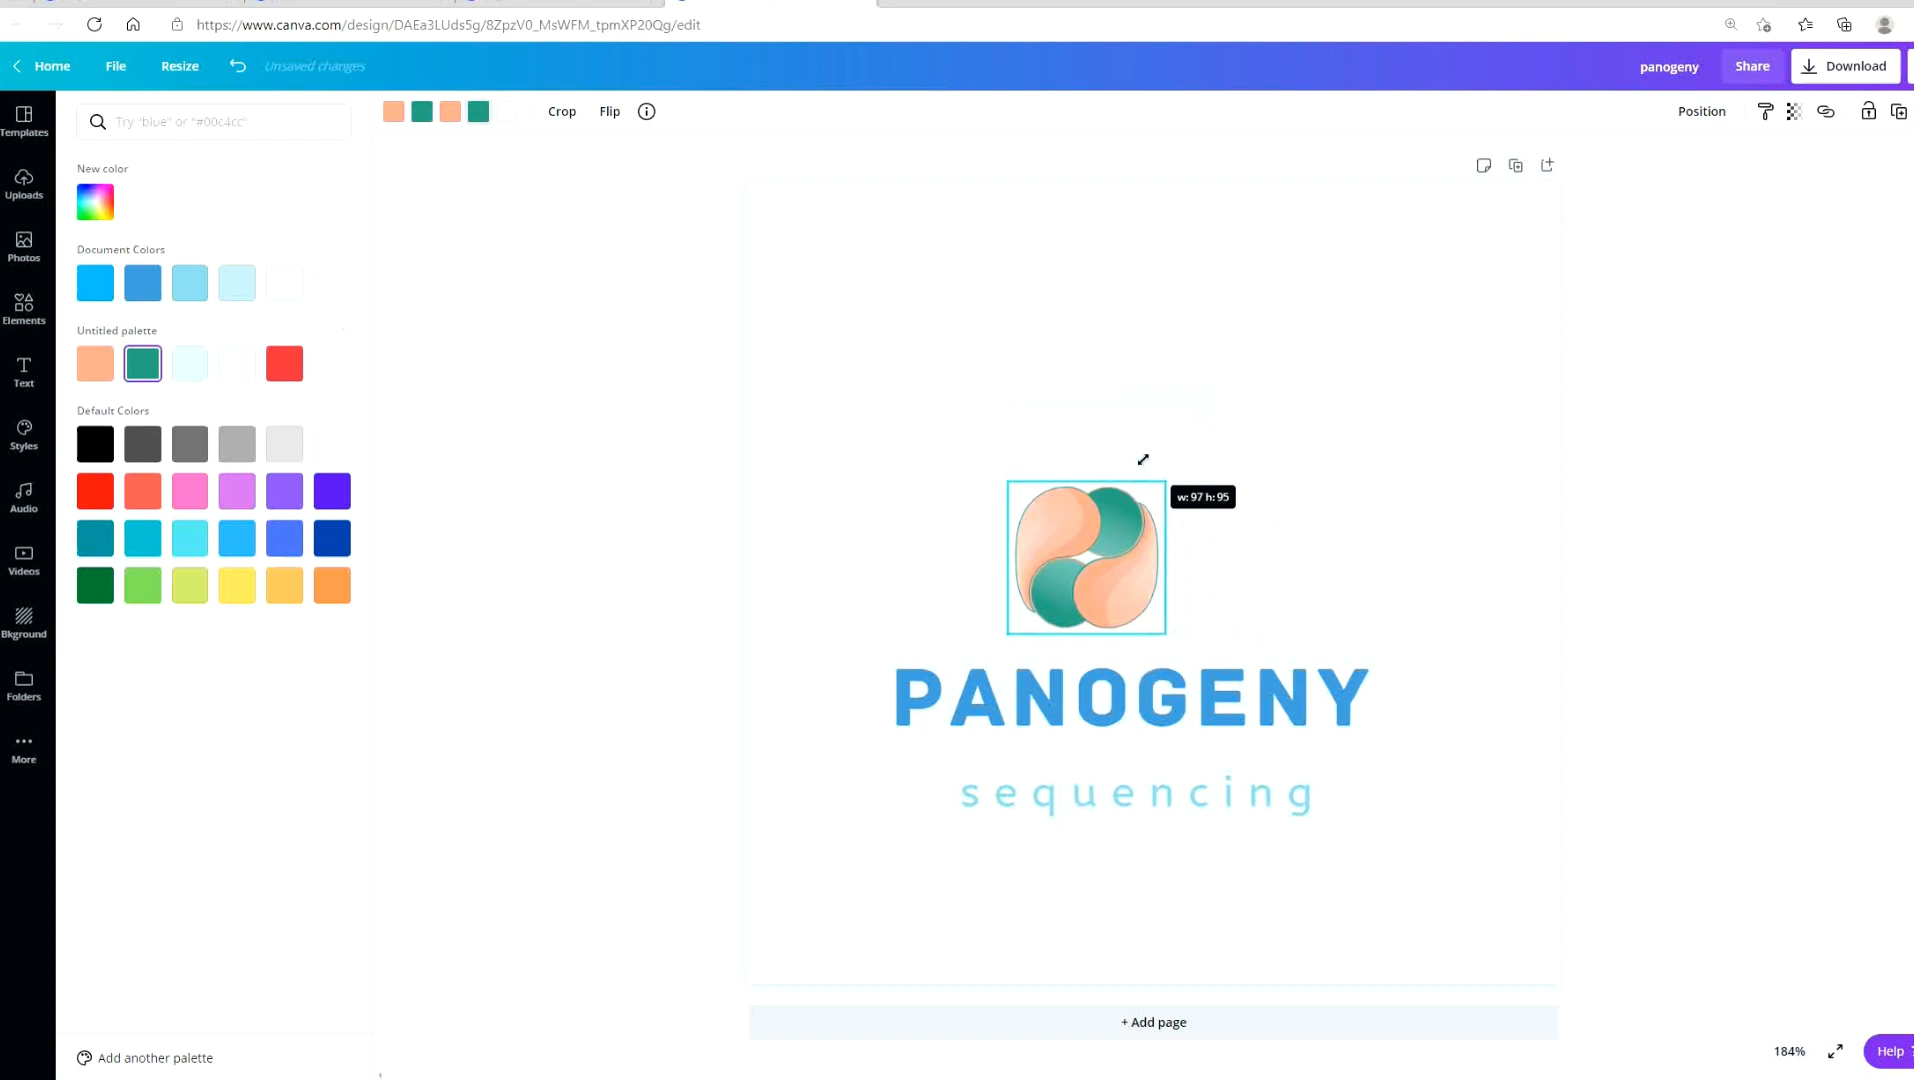 https://www.canva.com/design/DAEa3LUds5g/8ZpzV0_MsWFM_tpmXP20Qg/edit
Home File Resize Unsaved changes panogeny Share Download
Templates
Uploads
Photos
Elements
Text
Styles
Audio
Videos
Bkground
Folders
More
Try "blue" or "#00c4cc"
New color
Document Colors
Untitled palette
Default Colors
Add another palette
Crop Flip Position
w: 97 h: 95
PANOGENY
sequencing
+ Add page
184% Help